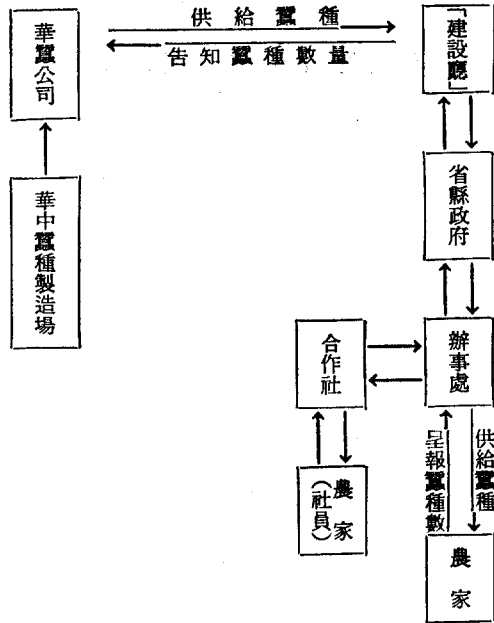 華蠶公司
供給蠶種
告知蠶種數量
「建設廳」
華中蠶種製造場
省縣政府
合作社
辦事處
農家
(社員)
呈報蠶種數
供給蠶種
農家